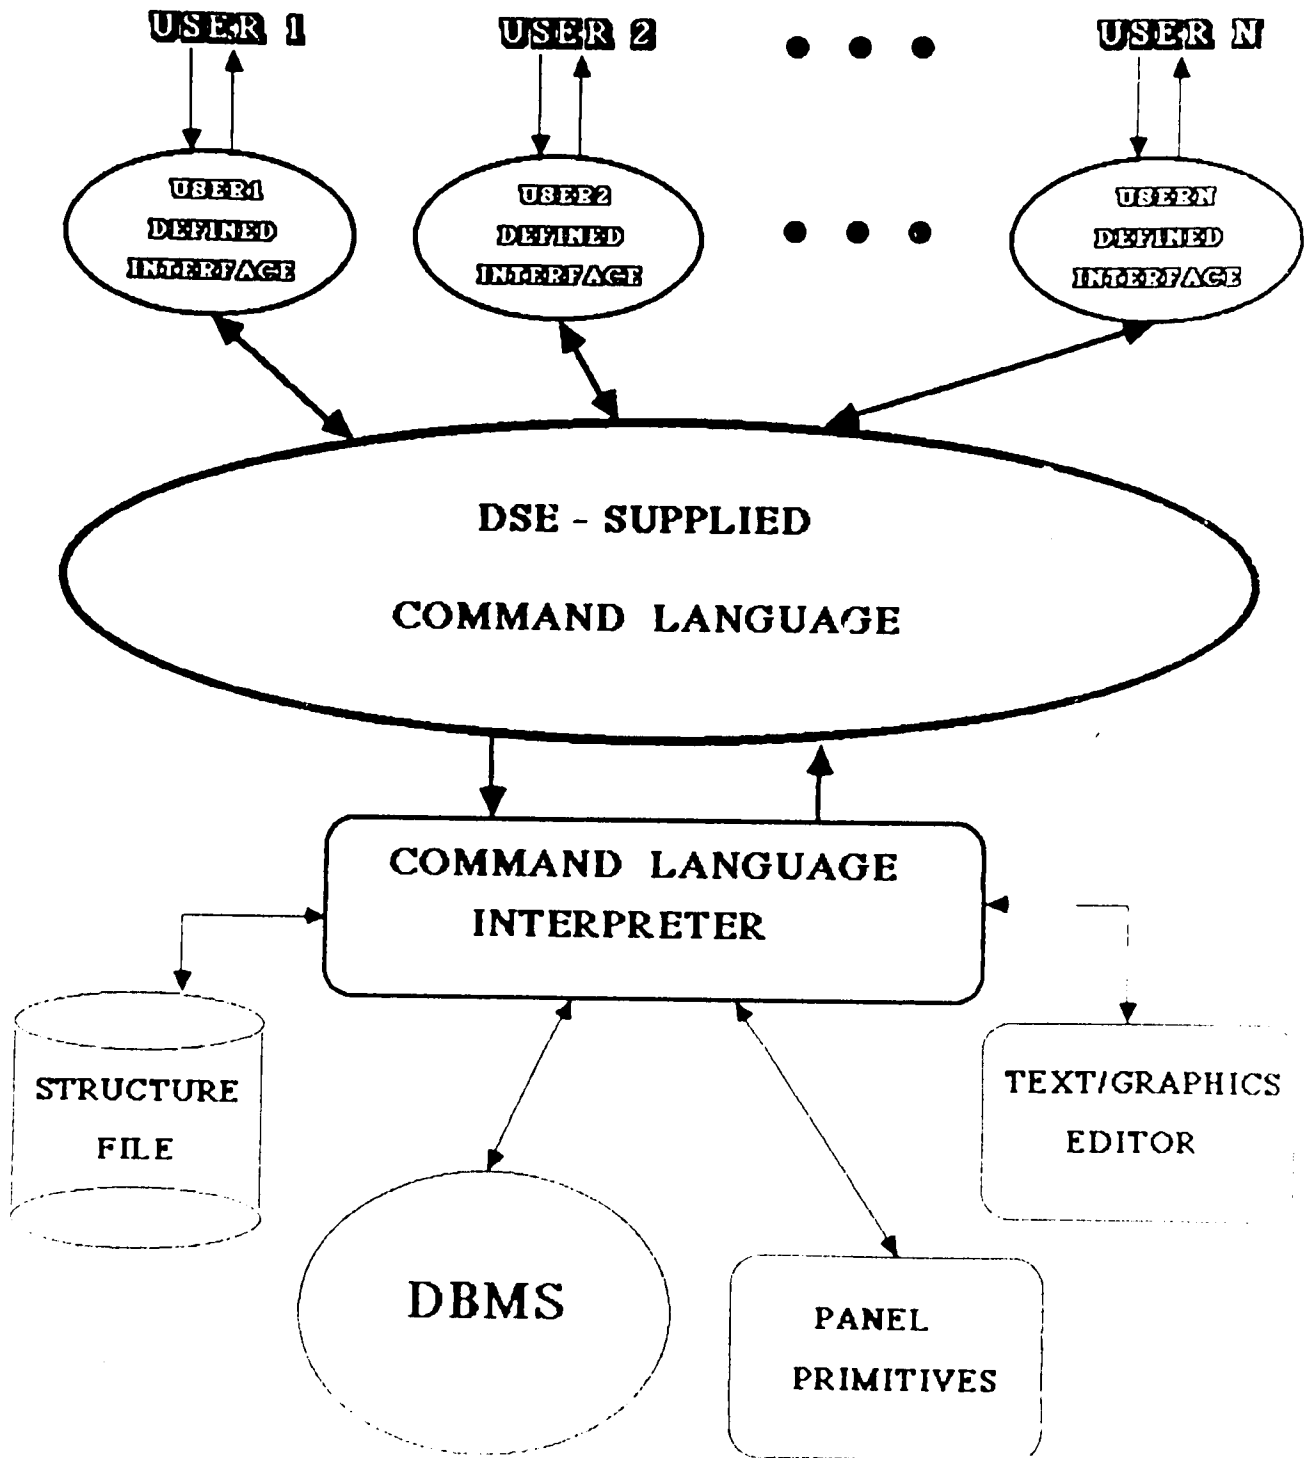 USER 1 USER 2 USER N
USER1
DEFINED
INTERFACE
USER2
DEFINED
INTERFACE
USERN
DEFINED
INTERFACE
DSE - SUPPLIED
COMMAND LANGUAGE
COMMAND LANGUAGE
INTERPRETER
STRUCTURE
FILE
TEXT/GRAPHICS
EDITOR
DBMS
PANEL
PRIMITIVES